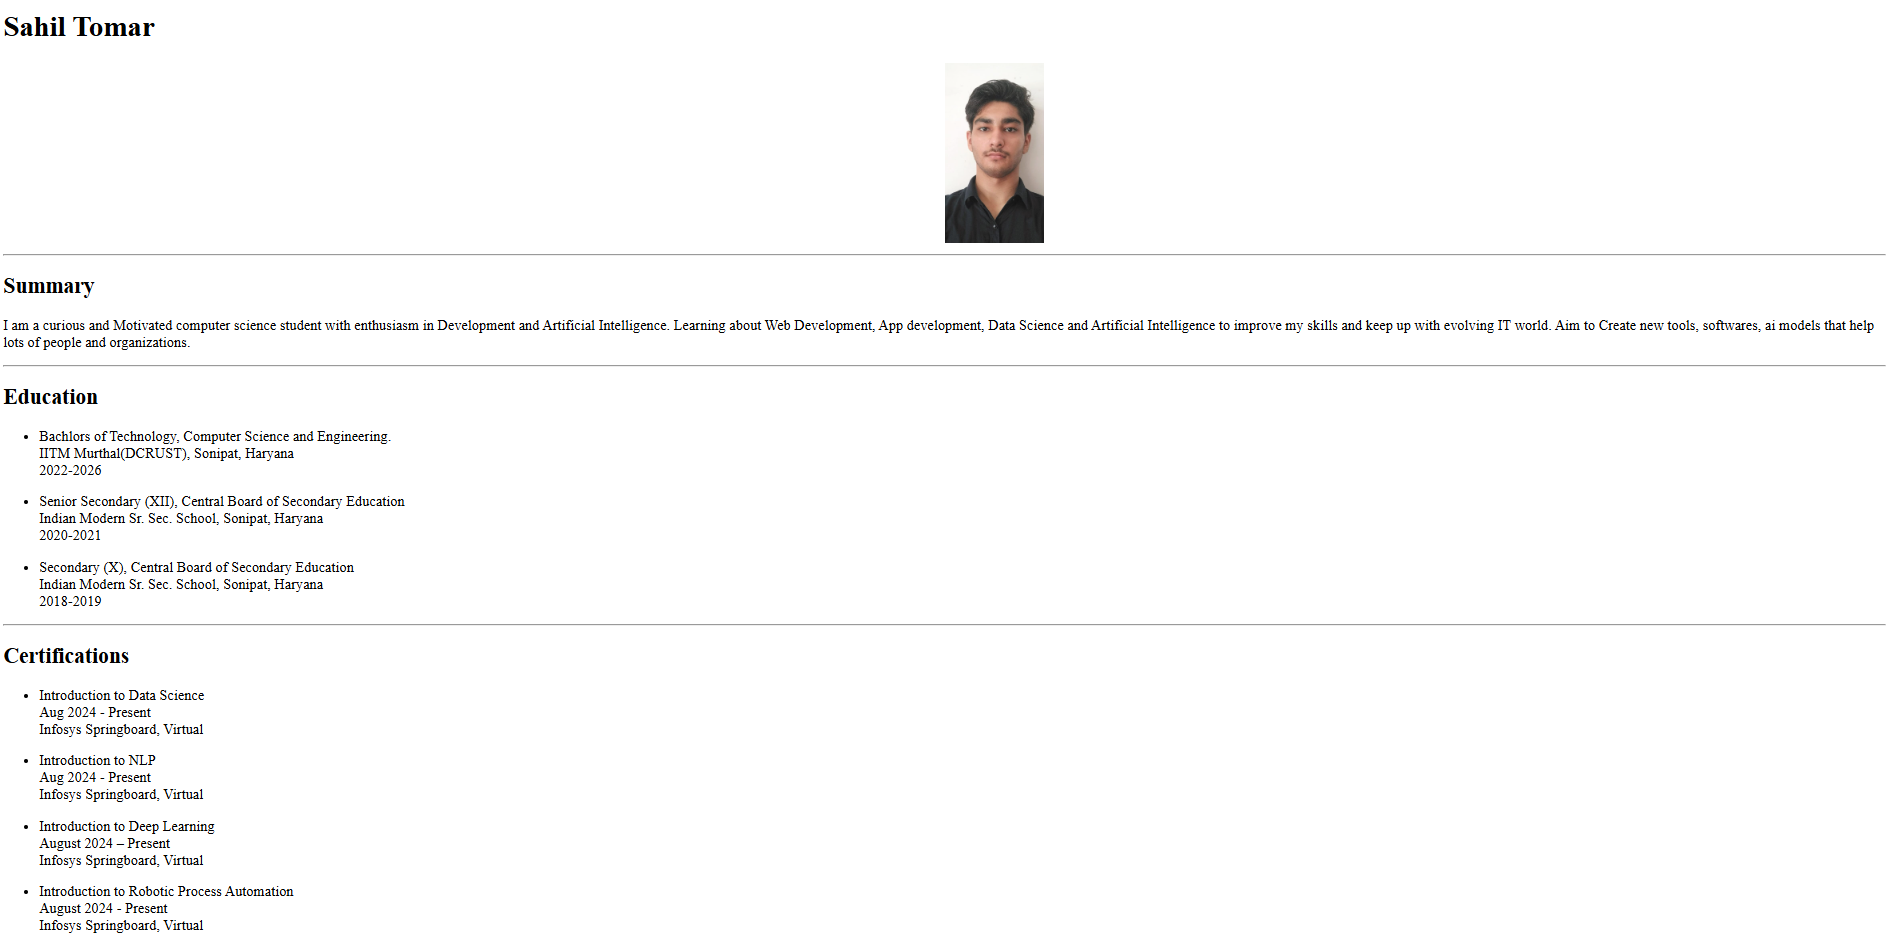 Sahil Tomar
Summary
I am a curious and Motivated computer science student with enthusiasm in Development and Artificial Intelligence. Learning about Web Development, App development, Data Science and Artificial Intelligence to improve my skills and keep up with evolving IT world. Aim to Create new tools, softwares, ai models that help
lots of people and organizations.
Education
• Bachlors of Technology, Computer Science and Engineering.
IITM Murthal(DCRUST), Sonipat, Haryana
2022-2026
• Senior Secondary (XII), Central Board of Secondary Education
Indian Modern Sr. Sec. School, Sonipat, Haryana
2020-2021
• Secondary (X), Central Board of Secondary Education
Indian Modern Sr. Sec. School, Sonipat, Haryana
2018-2019
Certifications
• Introduction to Data Science
Aug 2024 - Present
Infosys Springboard, Virtual
• Introduction to NLP
Aug 2024 - Present
Infosys Springboard, Virtual
• Introduction to Deep Learning
August 2024 – Present
Infosys Springboard, Virtual
• Introduction to Robotic Process Automation
August 2024 - Present
Infosys Springboard, Virtual